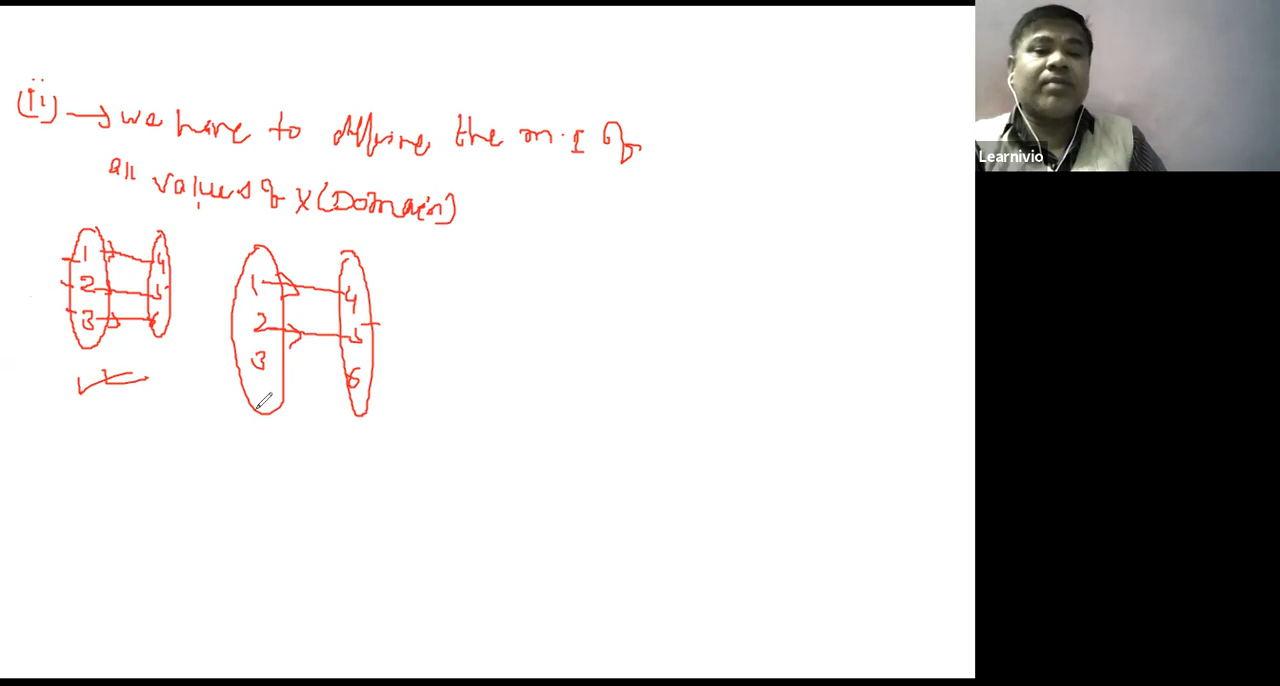 (ii) → we have to define the m.I of
all values of X (Domain)
1 4
2 5
3 6
1 4
2 5
3 6
Learnivio